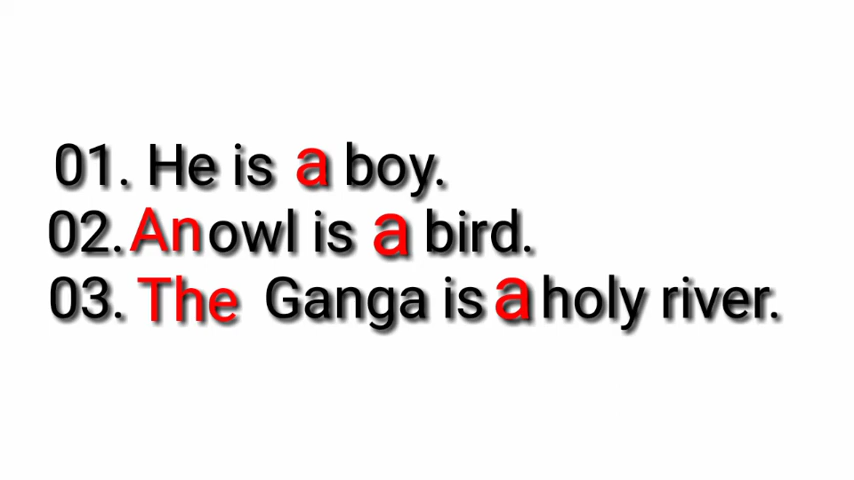 01. He is a boy.
02. An owl is a bird.
03. The Ganga is a holy river.